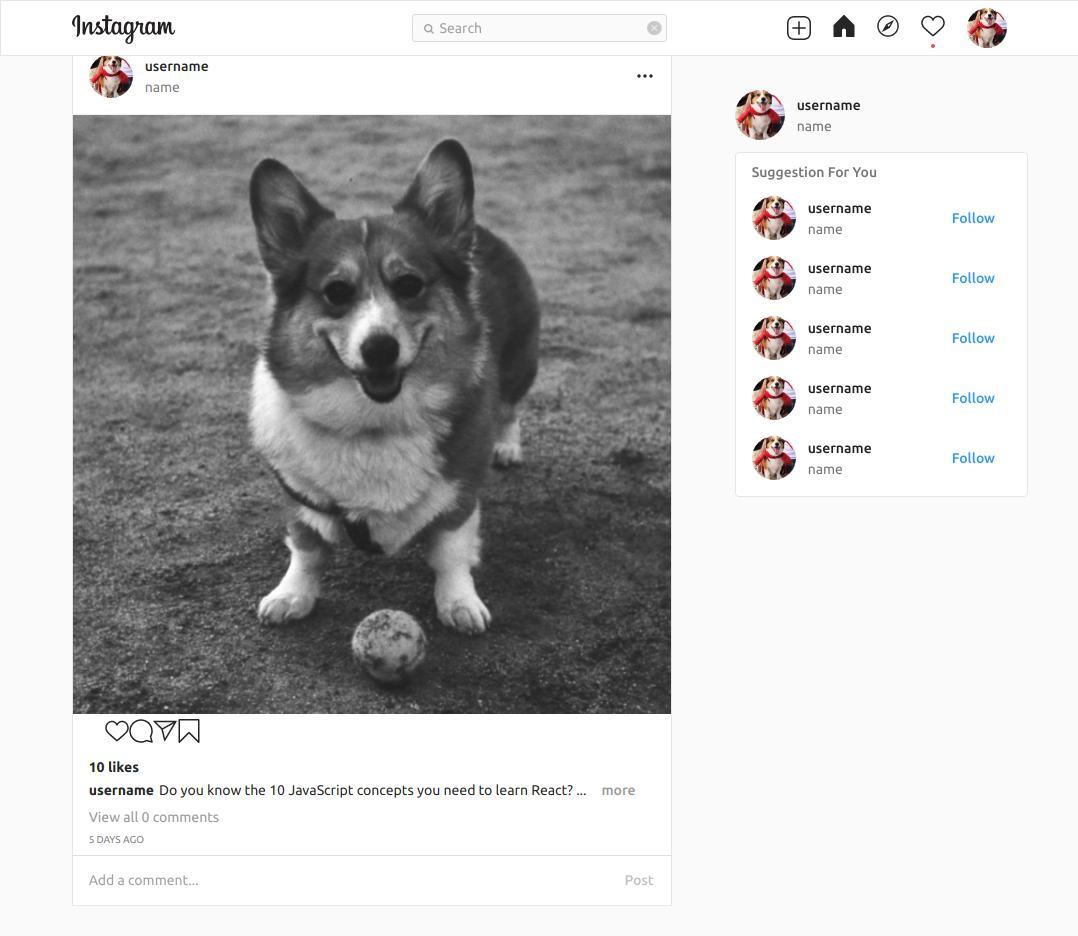 Instagram
Search
username
name
username
name
Suggestion For You
username
name
Follow
username
name
Follow
username
name
Follow
username
name
Follow
username
name
Follow
10 likes
username Do you know the 10 JavaScript concepts you need to learn React? ... more
View all 0 comments
5 DAYS AGO
Add a comment... Post